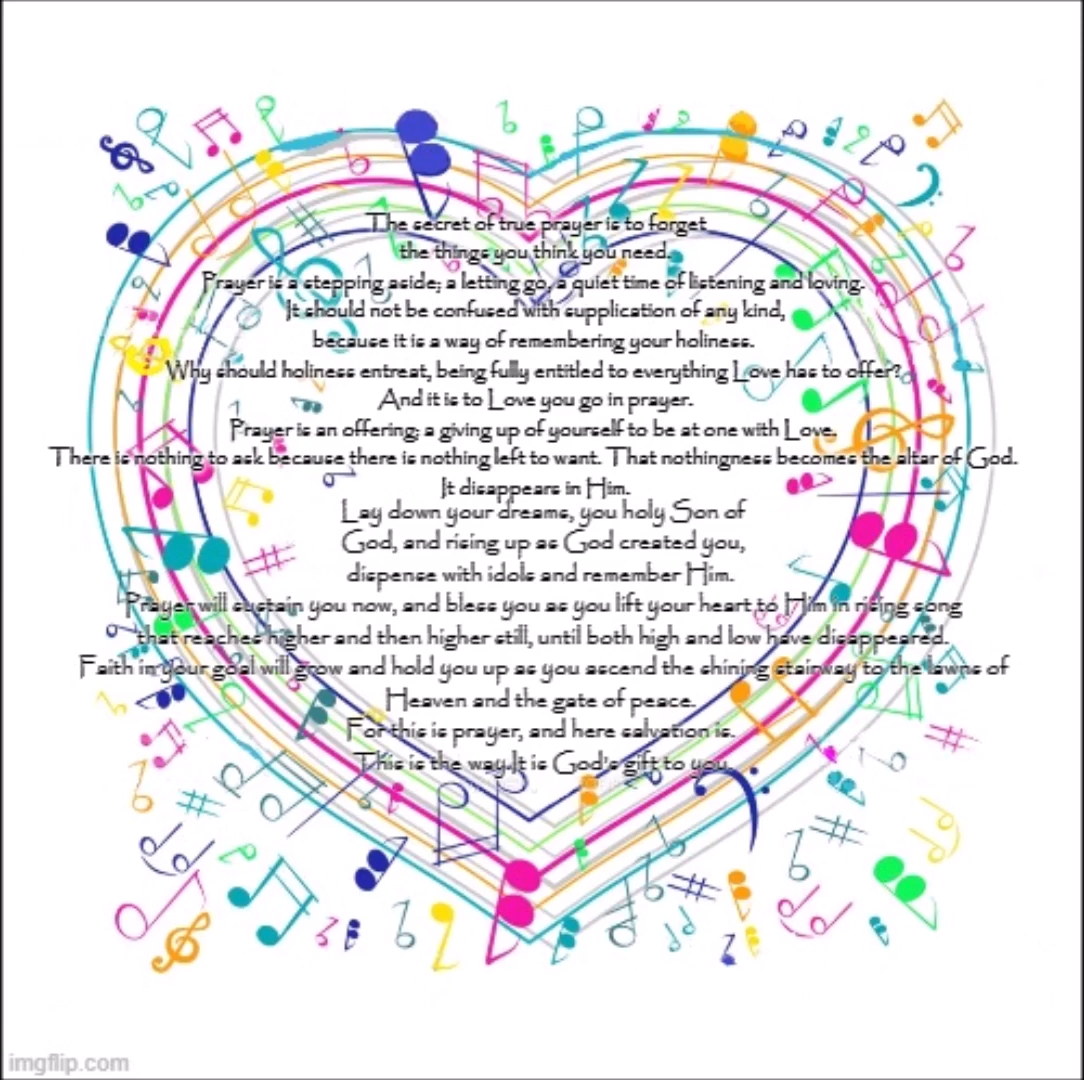 The secret of true prayer is to forget
the things you think you need.
Prayer is a stepping aside; a letting go, a quiet time of listening and loving.
It should not be confused with supplication of any kind,
because it is a way of remembering your holiness.
Why should holiness entreat, being fully entitled to everything Love has to offer?
And it is to Love you go in prayer.
Prayer is an offering; a giving up of yourself to be at one with Love.
There is nothing to ask because there is nothing left to want. That nothingness becomes the altar of God.
It disappears in Him.
Lay down your dreams, you holy Son of
God, and rising up as God created you,
dispense with idols and remember Him.
Prayer will sustain you now, and bless you as you lift your heart to Him in rising song
that reaches higher and then higher still, until both high and low have disappeared.
Faith in your goal will grow and hold you up as you ascend the shining stairway to the lawns of
Heaven and the gate of peace.
For this is prayer, and here salvation is.
This is the way.It is God's gift to you.
imgflip.com